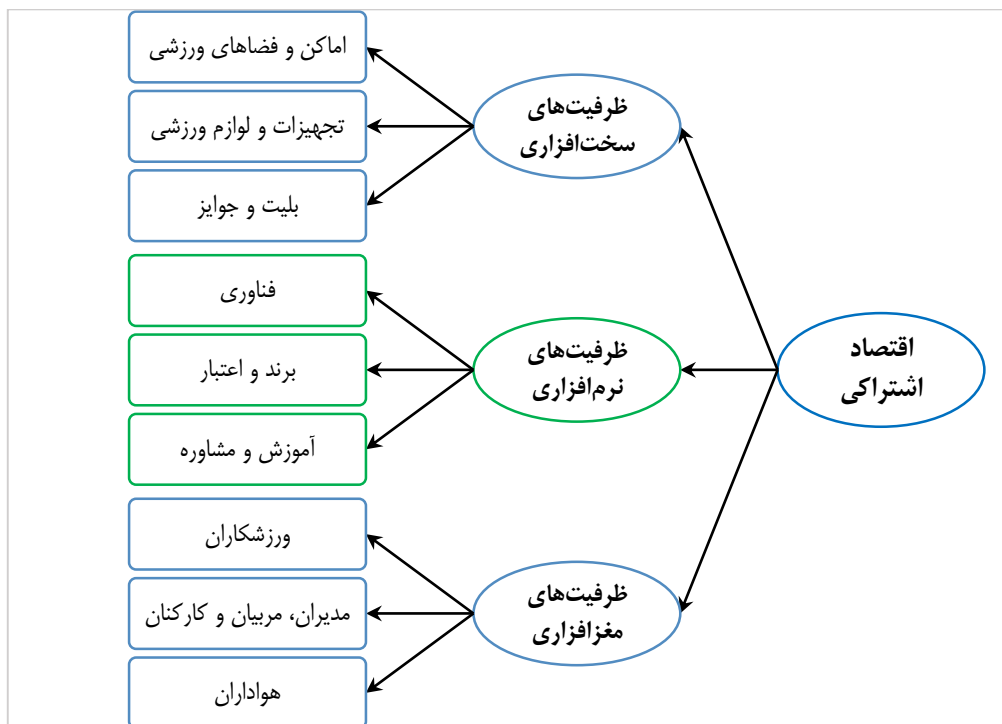 اقتصاد
اشتراکی
ظرفیت‌های
سخت‌افزاری
اماکن و فضاهای ورزشی
تجهیزات و لوازم ورزشی
بلیت و جوایز
ظرفیت‌های
نرم‌افزاری
فناوری
برند و اعتبار
آموزش و مشاوره
ظرفیت‌های
مغزافزاری
ورزشکاران
مدیران، مربیان و کارکنان
هواداران